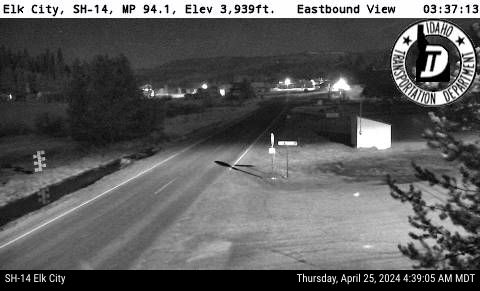 Elk City, SH-14, MP 94.1, Elev 3,939ft. Eastbound View 03:37:13
IDAHO
TRANSPORTATION DEPARTMENT
SH-14 Elk City Thursday, April 25, 2024 4:39:05 AM MDT